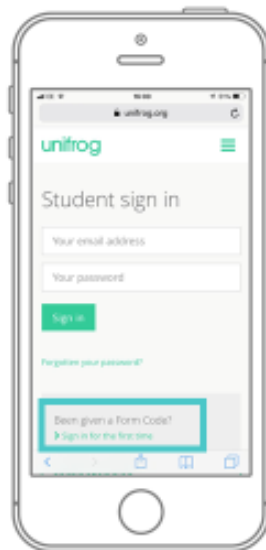 unifrog.org
unifrog
Student sign in
Your email address
Your password
Sign in
Forgotten your password?
Been given a Form Code?
Sign in for the first time